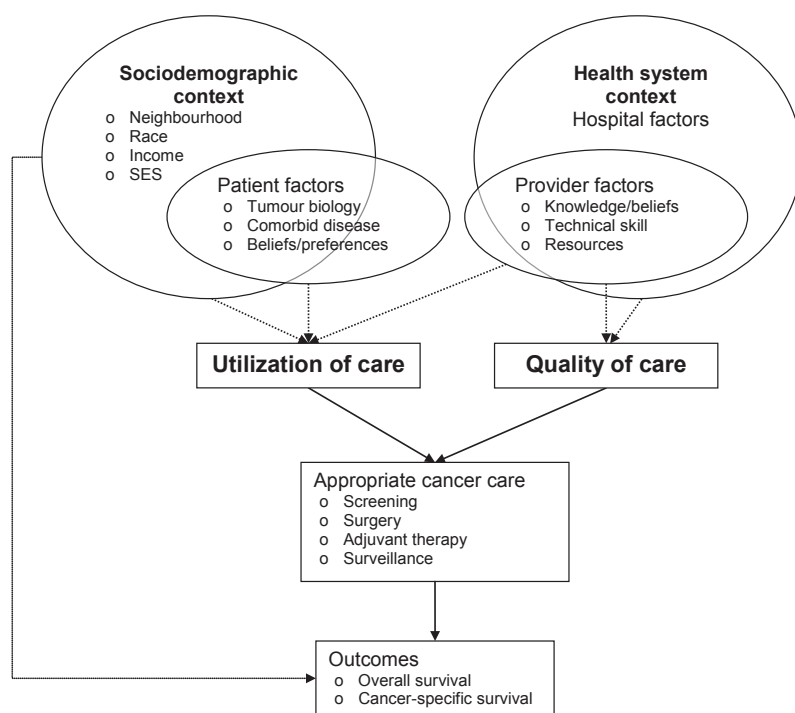 Sociodemographic
context
o Neighbourhood
o Race
o Income
o SES
Patient factors
o Tumour biology
o Comorbid disease
o Beliefs/preferences
Health system
context
Hospital factors
Provider factors
o Knowledge/beliefs
o Technical skill
o Resources
Utilization of care
Quality of care
Appropriate cancer care
o Screening
o Surgery
o Adjuvant therapy
o Surveillance
Outcomes
o Overall survival
o Cancer-specific survival